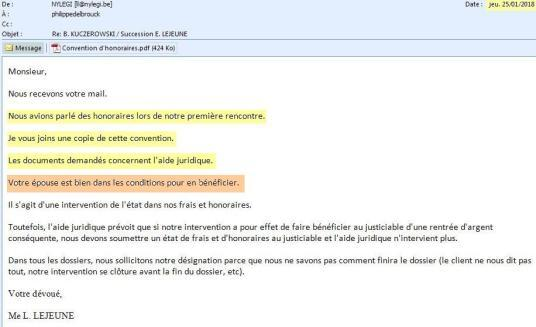 De : NYLEGI [l@nylegi.be] Date : jeu. 25/01/2018
À : philippedelbrouck
Cc :
Objet : Re: B. KUCZEROWSKI / Succession E. LEJEUNE
Message Convention d'honoraires.pdf (424 Ko)
Monsieur,
Nous recevons votre mail.
Nous avions parlé des honoraires lors de notre première rencontre.
Je vous joins une copie de cette convention.
Les documents demandés concernent l'aide juridique.
Votre épouse est bien dans les conditions pour en bénéficier.
Il s'agit d'une intervention de l'état dans nos frais et honoraires.
Toutefois, l'aide juridique prévoit que si notre intervention a pour effet de faire bénéficier au justiciable d'une rentrée d'argent
conséquente, nous devons soumettre un état de frais et d'honoraires au justiciable et l'aide juridique n'intervient plus.
Dans tous les dossiers, nous sollicitons notre désignation parce que nous ne savons pas comment finira le dossier (le client ne nous dit pas
tout, notre intervention se clôture avant la fin du dossier, etc).
Votre dévoué,
Me L. LEJEUNE